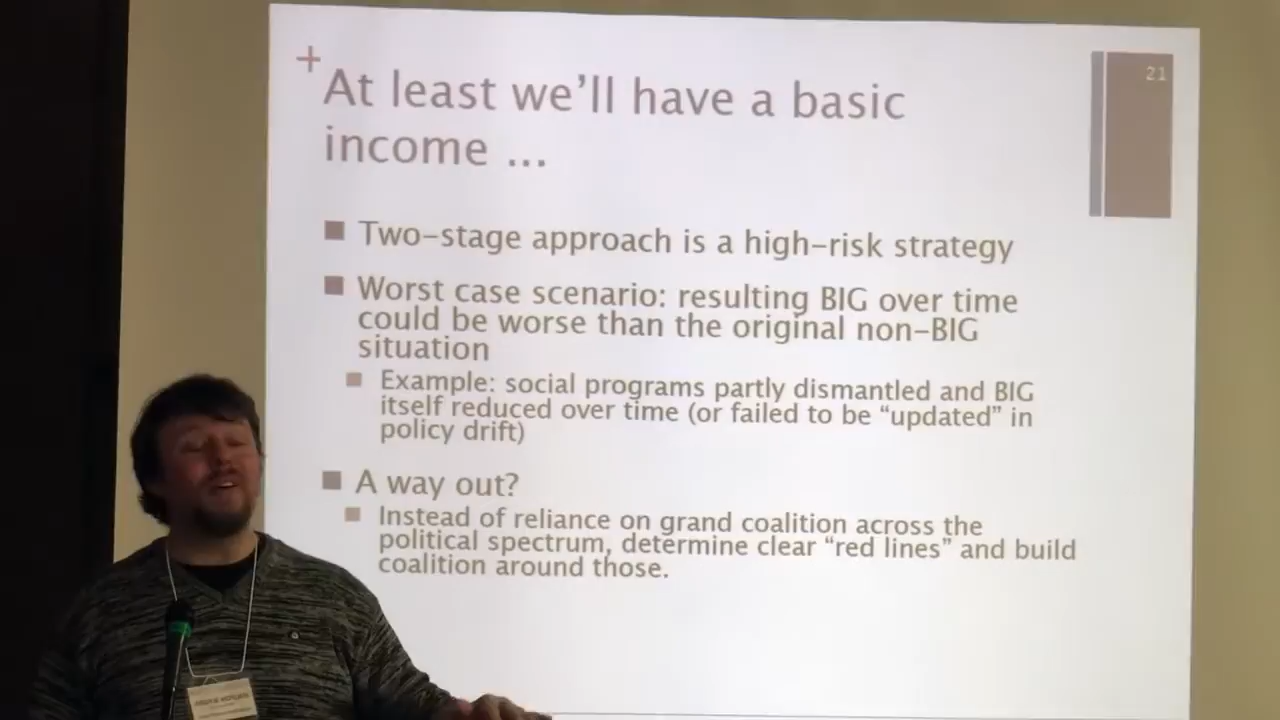 +
At least we'll have a basic
income ...
21
Two-stage approach is a high-risk strategy
Worst case scenario: resulting BIG over time
could be worse than the original non-BIG
situation
Example: social programs partly dismantled and BIG
itself reduced over time (or failed to be "updated" in
policy drift)
A way out?
Instead of reliance on grand coalition across the
political spectrum, determine clear "red lines" and build
coalition around those.